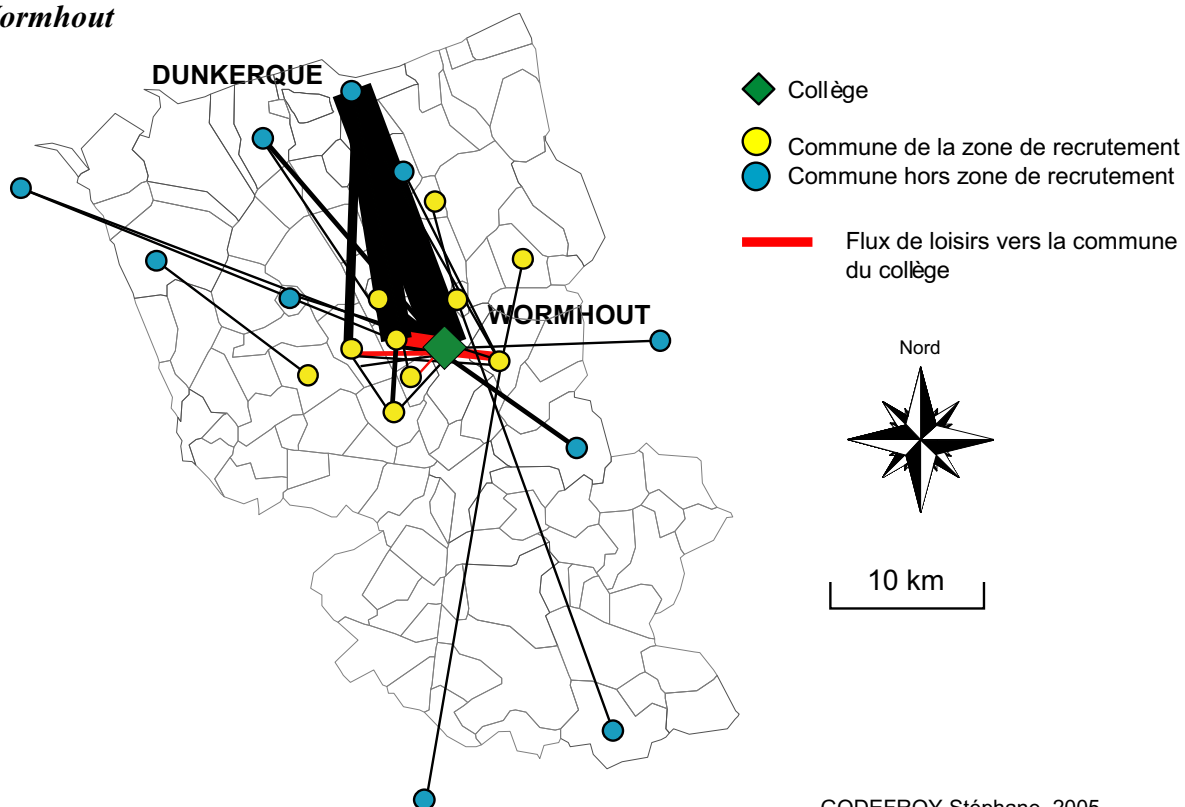 DUNKERQUE
Collège
Commune de la zone de recrutement
Commune hors zone de recrutement
Flux de loisirs vers la commune
du collège
WORMHOUT
Nord
10 km